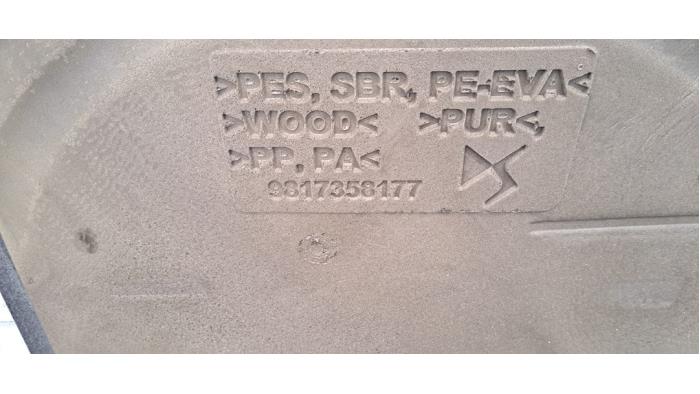 >PES, SBR, PE-EVA<
>WOOD< >PUR<,
>PP, PA<
9817358177